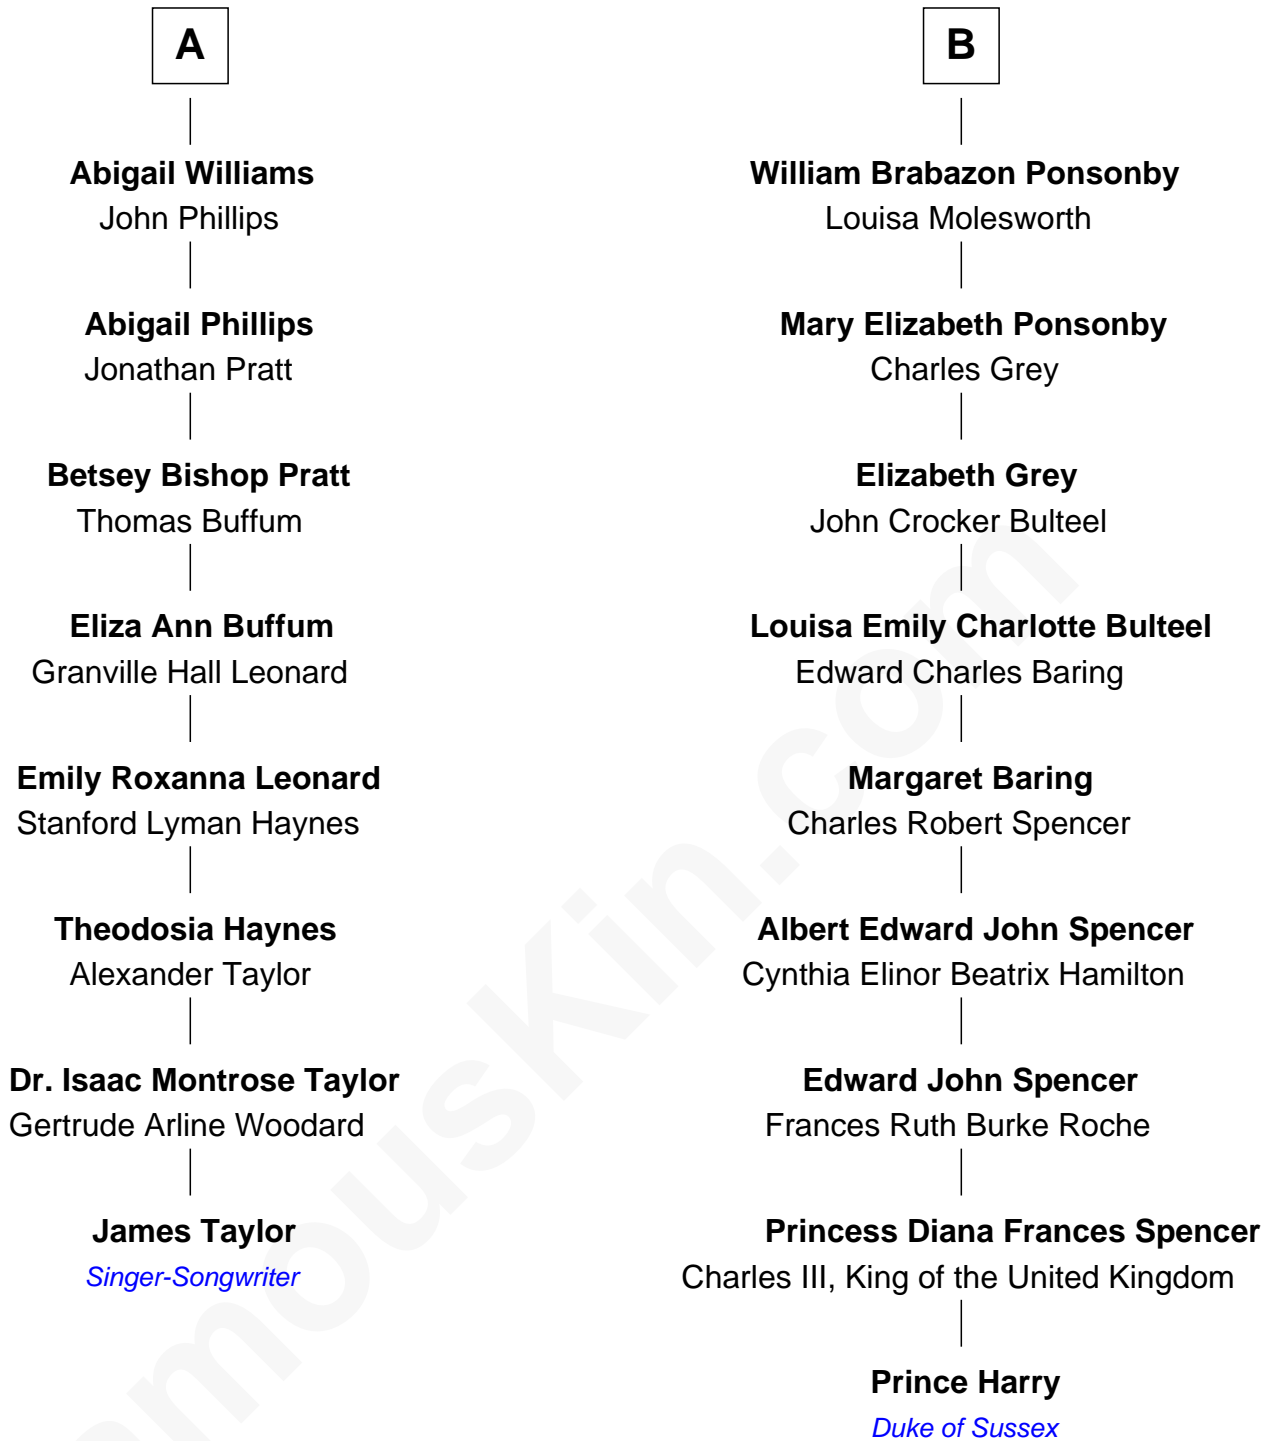 A
Abigail Williams
John Phillips
Abigail Phillips
Jonathan Pratt
Betsey Bishop Pratt
Thomas Buffum
Eliza Ann Buffum
Granville Hall Leonard
Emily Roxanna Leonard
Stanford Lyman Haynes
Theodosia Haynes
Alexander Taylor
Dr. Isaac Montrose Taylor
Gertrude Arline Woodard
James Taylor
Singer-Songwriter
B
William Brabazon Ponsonby
Louisa Molesworth
Mary Elizabeth Ponsonby
Charles Grey
Elizabeth Grey
John Crocker Bulteel
Louisa Emily Charlotte Bulteel
Edward Charles Baring
Margaret Baring
Charles Robert Spencer
Albert Edward John Spencer
Cynthia Elinor Beatrix Hamilton
Edward John Spencer
Frances Ruth Burke Roche
Princess Diana Frances Spencer
Charles III, King of the United Kingdom
Prince Harry
Duke of Sussex
amousKin.com